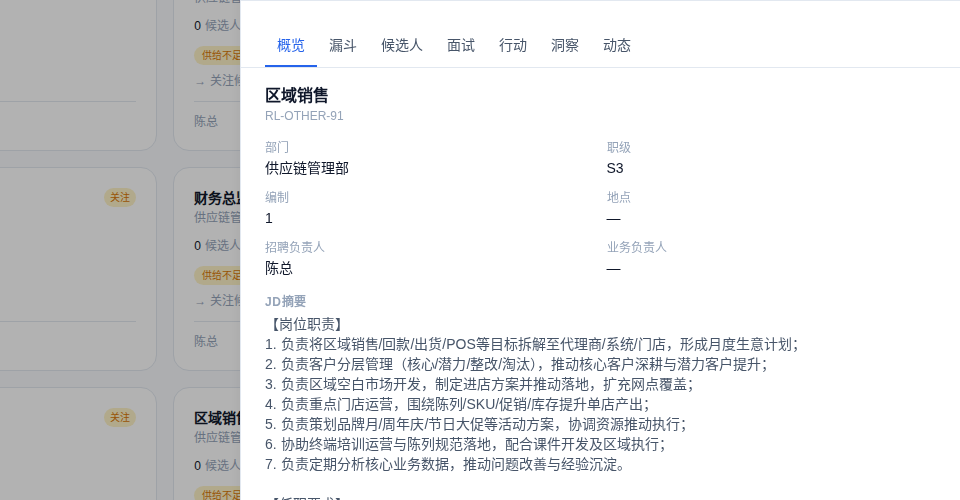 0 候选人
供给不足
→ 关注候
陈总
关注
财务总监
供应链管
0 候选人
供给不足
→ 关注候
陈总
关注
区域销售
供应链管
0 候选人
供给不足
概览 漏斗 候选人 面试 行动 洞察 动态
区域销售
RL-OTHER-91
部门 职级
供应链管理部 S3
编制 地点
1 —
招聘负责人 业务负责人
陈总 —
JD摘要
【岗位职责】
1. 负责将区域销售/回款/出货/POS等目标拆解至代理商/系统/门店，形成月度生意计划；
2. 负责客户分层管理（核心/潜力/整改/淘汰），推动核心客户深耕与潜力客户提升；
3. 负责区域空白市场开发，制定进店方案并推动落地，扩充网点覆盖；
4. 负责重点门店运营，围绕陈列/SKU/促销/库存提升单店产出；
5. 负责策划品牌月/周年庆/节日大促等活动方案，协调资源推动执行；
6. 协助终端培训运营与陈列规范落地，配合课件开发及区域执行；
7. 负责定期分析核心业务数据，推动问题改善与经验沉淀。